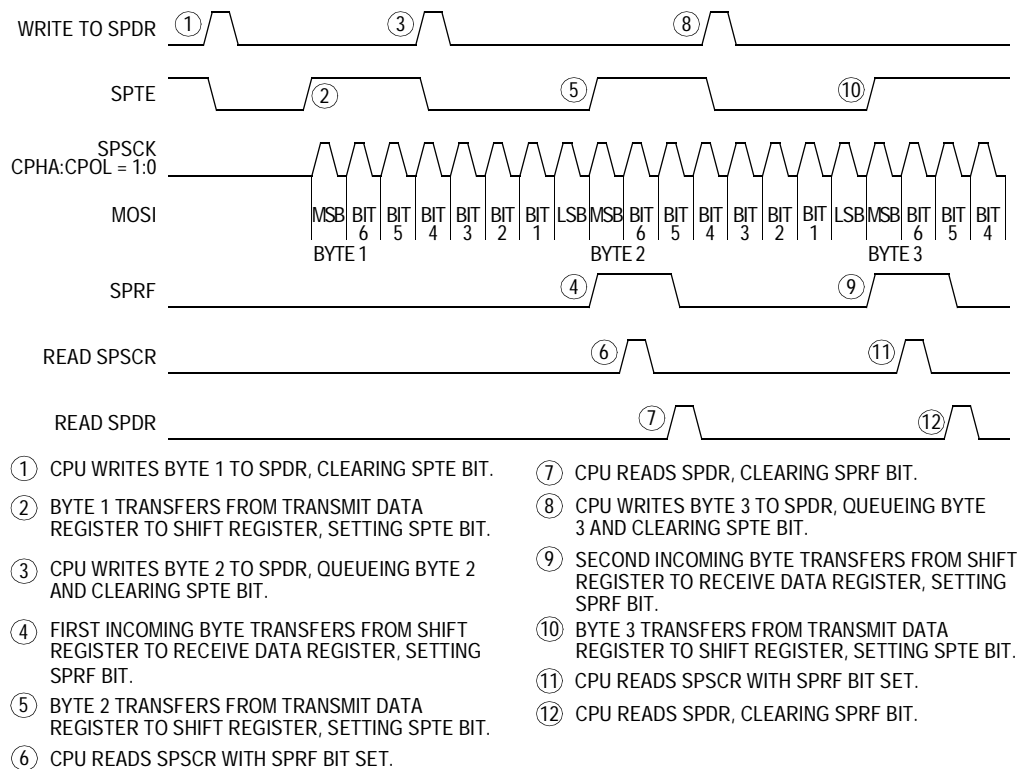 WRITE TO SPDR
1
3
8
SPTE
2
5
10
SPSCK
CPHA:CPOL = 1:0
MOSI
MSB BIT BIT BIT BIT BIT BIT LSB MSB BIT BIT BIT BIT BIT BIT LSB MSB BIT BIT BIT
6 5 4 3 2 1 6 5 4 3 2 1 6 5 4
BYTE 1 BYTE 2 BYTE 3
SPRF
4
9
READ SPSCR
6
11
READ SPDR
7
12
1 CPU WRITES BYTE 1 TO SPDR, CLEARING SPTE BIT.
2 BYTE 1 TRANSFERS FROM TRANSMIT DATA
REGISTER TO SHIFT REGISTER, SETTING SPTE BIT.
3 CPU WRITES BYTE 2 TO SPDR, QUEUEING BYTE 2
AND CLEARING SPTE BIT.
4 FIRST INCOMING BYTE TRANSFERS FROM SHIFT
REGISTER TO RECEIVE DATA REGISTER, SETTING
SPRF BIT.
5 BYTE 2 TRANSFERS FROM TRANSMIT DATA
REGISTER TO SHIFT REGISTER, SETTING SPTE BIT.
6 CPU READS SPSCR WITH SPRF BIT SET.
7 CPU READS SPDR, CLEARING SPRF BIT.
8 CPU WRITES BYTE 3 TO SPDR, QUEUEING BYTE
3 AND CLEARING SPTE BIT.
9 SECOND INCOMING BYTE TRANSFERS FROM SHIFT
REGISTER TO RECEIVE DATA REGISTER, SETTING
SPRF BIT.
10 BYTE 3 TRANSFERS FROM TRANSMIT DATA
REGISTER TO SHIFT REGISTER, SETTING SPTE BIT.
11 CPU READS SPSCR WITH SPRF BIT SET.
12 CPU READS SPDR, CLEARING SPRF BIT.